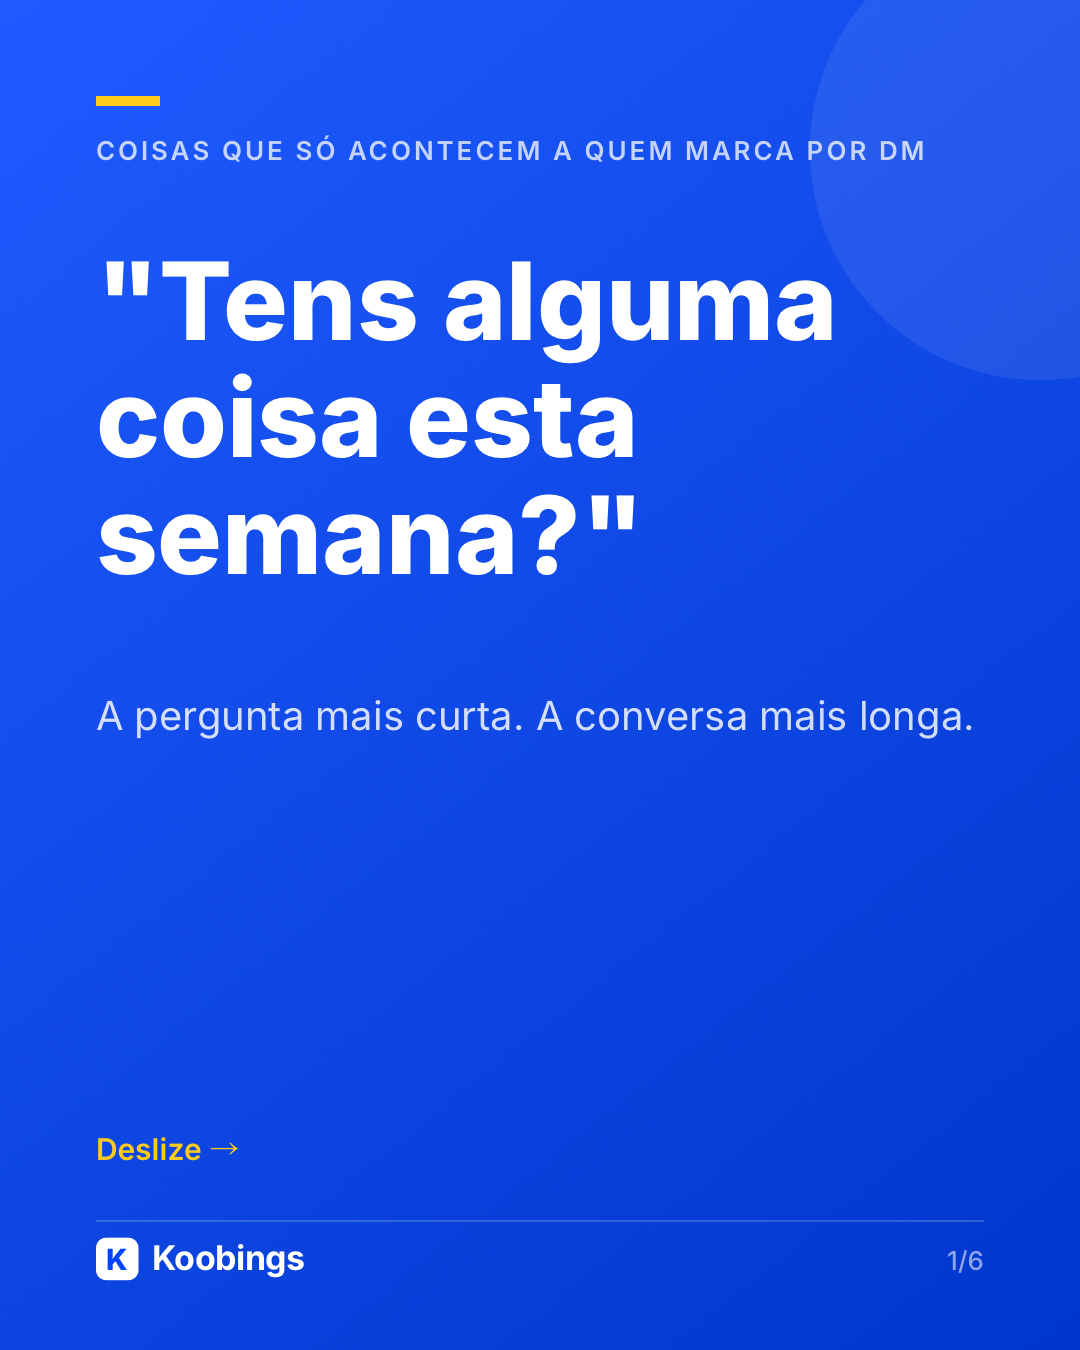 COISAS QUE SÓ ACONTECEM A QUEM MARCA POR DM
"Tens alguma
coisa esta
semana?"
A pergunta mais curta. A conversa mais longa.
Deslize →
K Koobings
1/6